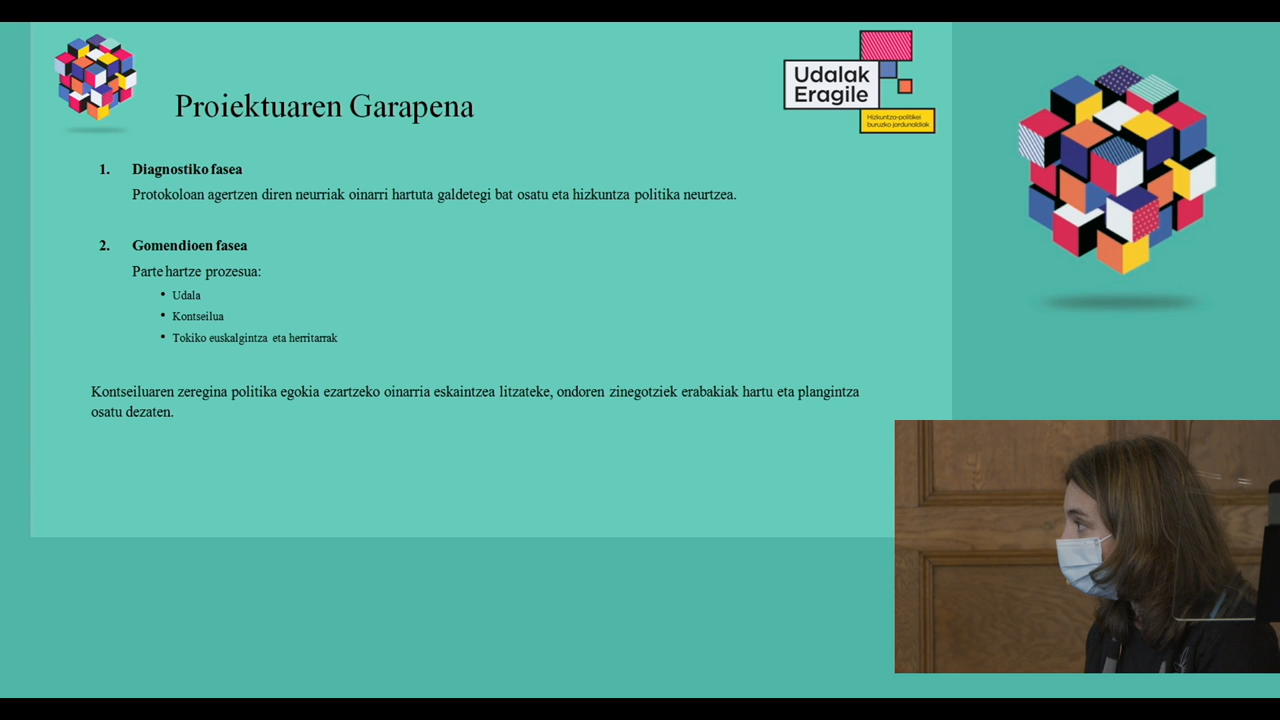 Proiektuaren Garapena
Udalak
Eragile
Hizkuntza-politikei
buruzko jardunaldiak
1. Diagnostiko fasea
Protokoloan agertzen diren neurriak oinarri hartuta galdetegi bat osatu eta hizkuntza politika neurtzea.
2. Gomendioen fasea
Parte hartze prozesua:
• Udala
• Kontseilua
• Tokiko euskalgintza eta herritarrak
Kontseiluaren zeregina politika egokia ezartzeko oinarria eskaintzea litzateke, ondoren zinegotziek erabakiak hartu eta plangintza
osatu dezaten.